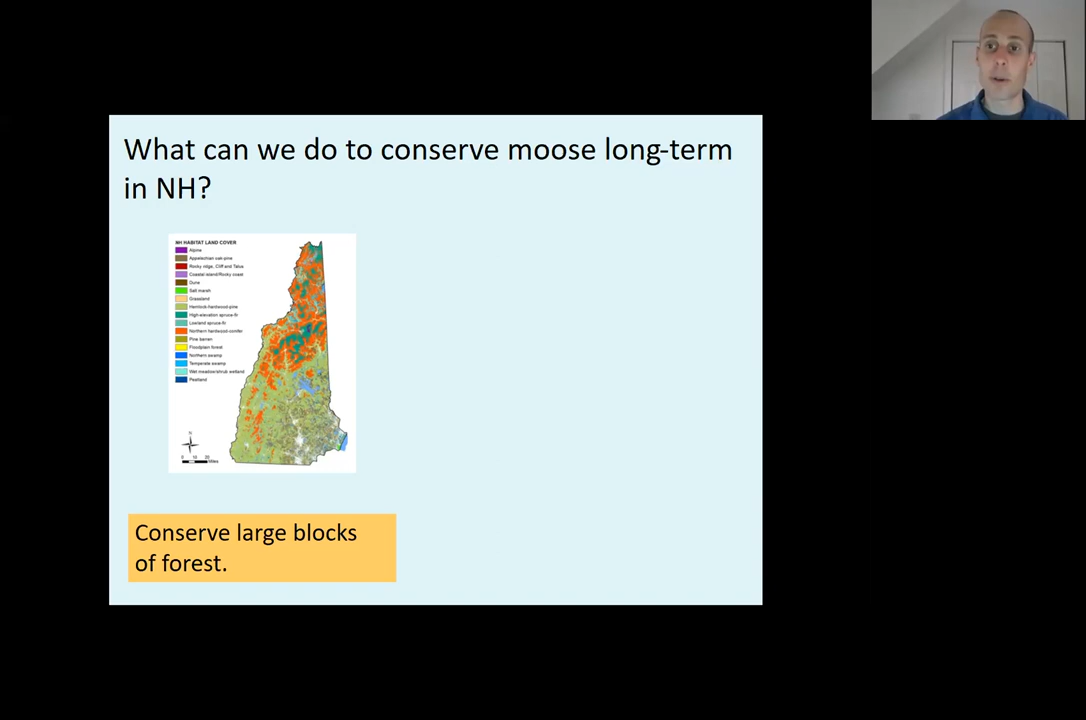 What can we do to conserve moose long-term
in NH?
NH HABITAT LAND COVER
Alpine
Appalachian oak-pine
Rocky ridge, Cliff and Talus
Coastal island/Rocky coast
Dune
Salt marsh
Grassland
Hemlock-hardwood-pine
High-elevation spruce-fir
Lowland spruce-fir
Northern hardwood-conifer
Pine barren
Floodplain forest
Northern swamp
Temperate swamp
Wet meadow/shrub wetland
Peatland
N
0 10 20
Miles
Conserve large blocks
of forest.